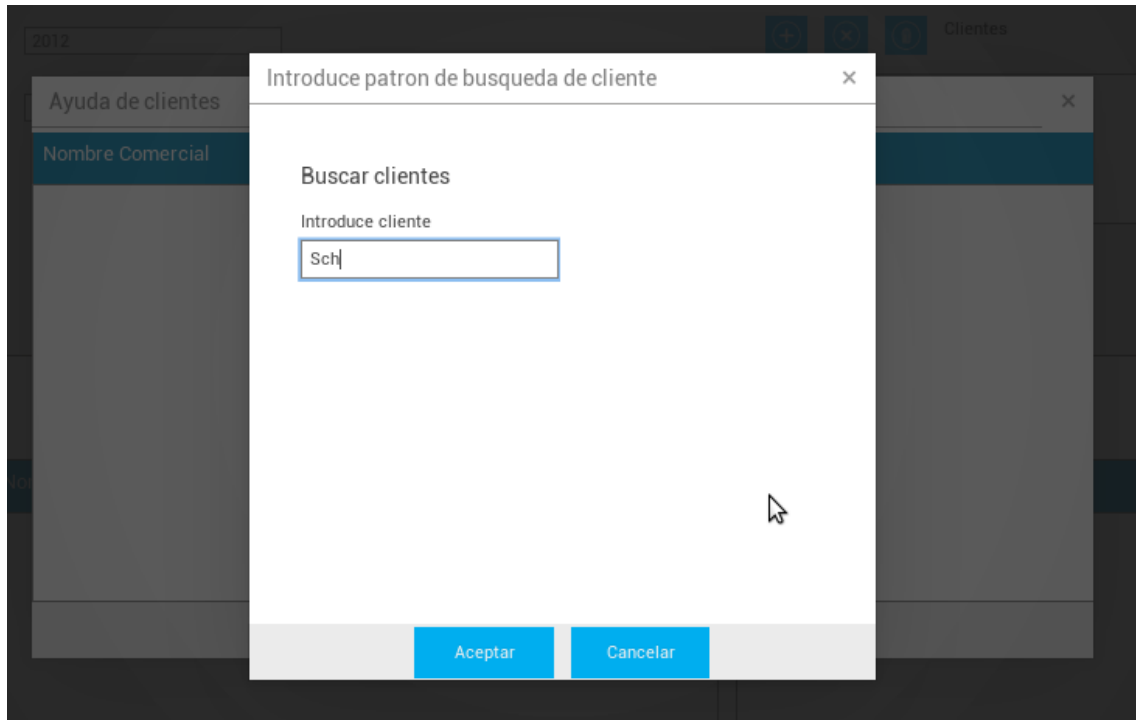 2012
Clientes
Introduce patron de busqueda de cliente
Ayuda de clientes
Nombre Comercial
Buscar clientes
Introduce cliente
Sch
Aceptar
Cancelar